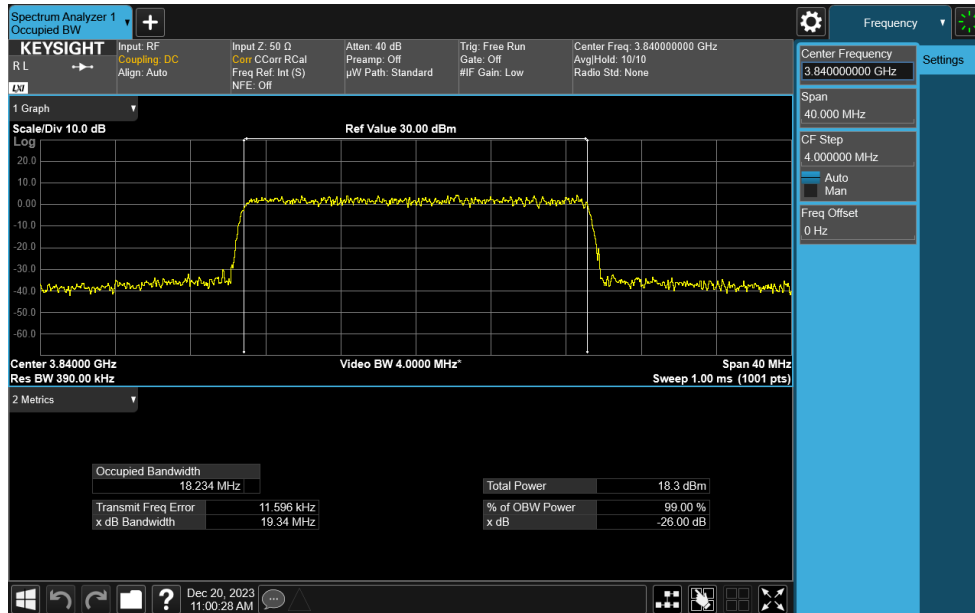 Spectrum Analyzer 1
Occupied BW
Frequency
KEYSIGHT
R L
LXI
Input: RF
Coupling: DC
Align: Auto
Input Z: 50 Ω
Corr CCorr RCal
Freq Ref: Int (S)
NFE: Off
Atten: 40 dB
Preamp: Off
µW Path: Standard
Trig: Free Run
Gate: Off
#IF Gain: Low
Center Freq: 3.840000000 GHz
Avg|Hold: 10/10
Radio Std: None
Center Frequency
3.840000000 GHz
Settings
Span
40.000 MHz
CF Step
4.000000 MHz
Auto
Man
Freq Offset
0 Hz
1 Graph
Scale/Div 10.0 dB
Ref Value 30.00 dBm
Log
20.0
10.0
0.00
-10.0
-20.0
-30.0
-40.0
-50.0
-60.0
Center 3.84000 GHz
Video BW 4.0000 MHz*
Span 40 MHz
Res BW 390.00 kHz
Sweep 1.00 ms (1001 pts)
2 Metrics
Occupied Bandwidth
18.234 MHz
Total Power 18.3 dBm
Transmit Freq Error 11.596 kHz
% of OBW Power 99.00 %
x dB Bandwidth 19.34 MHz
x dB -26.00 dB
?
Dec 20, 2023
11:00:28 AM